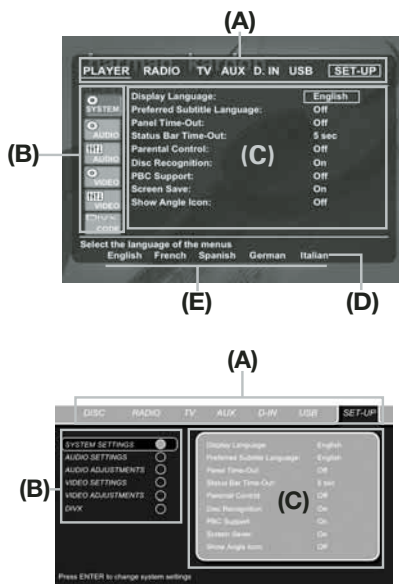 (A)
harman kardon
PLAYER RADIO TV AUX D. IN USB SET-UP
SYSTEM
AUDIO
AUDIO
VIDEO
VIDEO
DIVX
CODE
(B)
Display Language: English
Preferred Subtitle Language: Off
Panel Time-Out: Off
Status Bar Time-Out: 5 sec
Parental Control: Off
Disc Recognition: On
PBC Support: Off
Screen Save: On
Show Angle Icon: Off
(C)
Select the language of the menus
English French Spanish German Italian
(E) (D)
(A)
DISC RADIO TV AUX D-IN USB SET-UP
(B)
SYSTEM SETTINGS
AUDIO SETTINGS
AUDIO ADJUSTMENTS
VIDEO SETTINGS
VIDEO ADJUSTMENTS
DIVX
Display Language English
Preferred Subtitle Language English
Panel Time-Out Off
Status Bar Time-Out 5 sec
Parental Control Off
Disc Recognition On
PBC Support On
Screen Saver On
Show Angle Icon Off
(C)
Press ENTER to change system settings